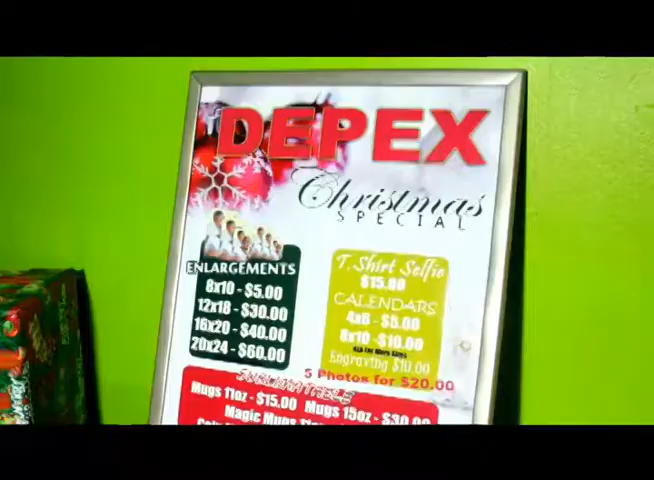 DEPEX
Christmas
SPECIAL
ENLARGEMENTS
8x10 - $5.00
12x18 - $30.00
16x20 - $40.00
20x24 - $60.00
T.Shirt Selfie
$15.00
CALENDARS
4x6 - $5.00
8x10 - $10.00
Engraving $10.00
5 Photos for $20.00
Mugs 11oz - $15.00 Mugs 15oz - $30.00
Magic Mugs 11oz